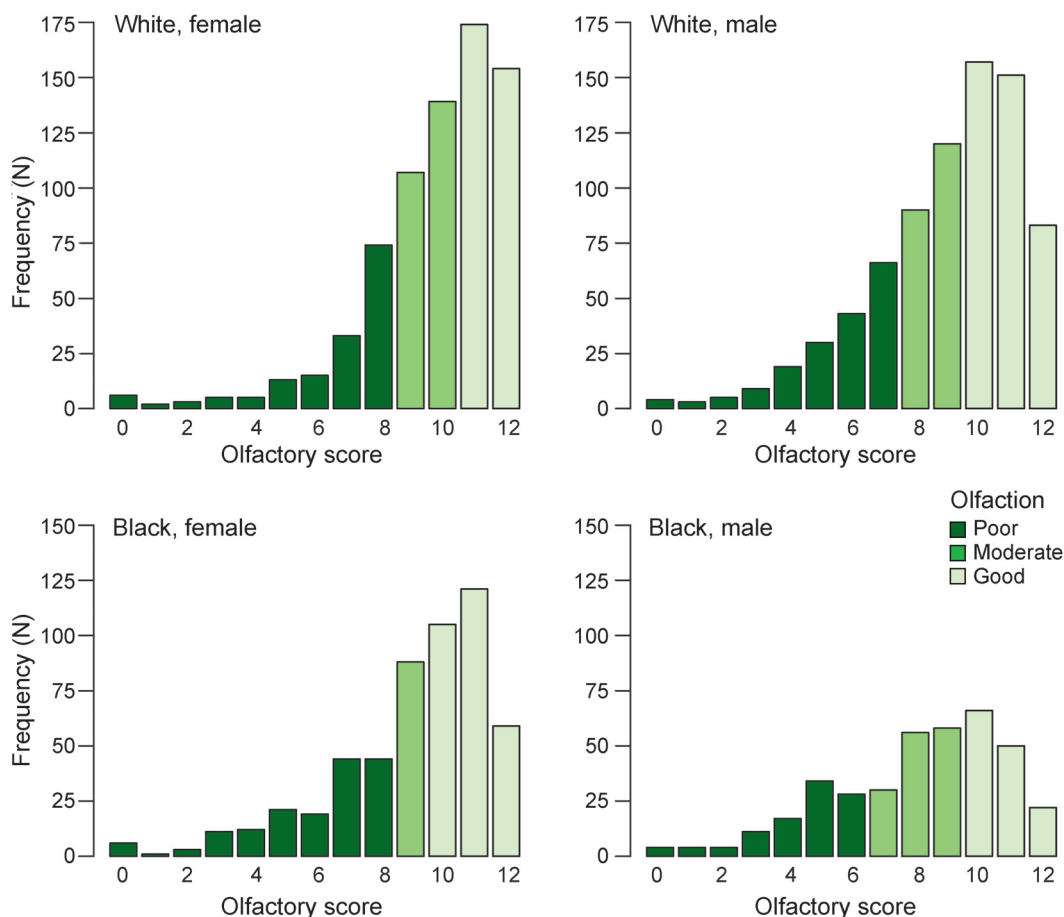 White, female
175
150
125
100
75
50
25
0
Frequency (N)
0 2 4 6 8 10 12
Olfactory score
White, male
175
150
125
100
75
50
25
0
0 2 4 6 8 10 12
Olfactory score
Black, female
150
125
100
75
50
25
0
Frequency (N)
0 2 4 6 8 10 12
Olfactory score
Black, male
150
125
100
75
50
25
0
0 2 4 6 8 10 12
Olfactory score
Olfaction
Poor
Moderate
Good